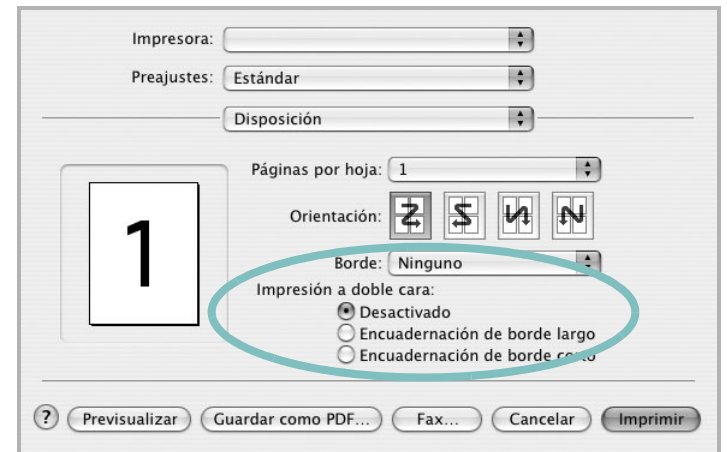 Impresora:
Preajustes: Estándar
Disposición
Páginas por hoja: 1
Orientación:
1
Borde: Ninguno
Impresión a doble cara:
Desactivado
Encuadernación de borde largo
Encuadernación de borde corto
? Previsualizar Guardar como PDF... Fax... Cancelar Imprimir